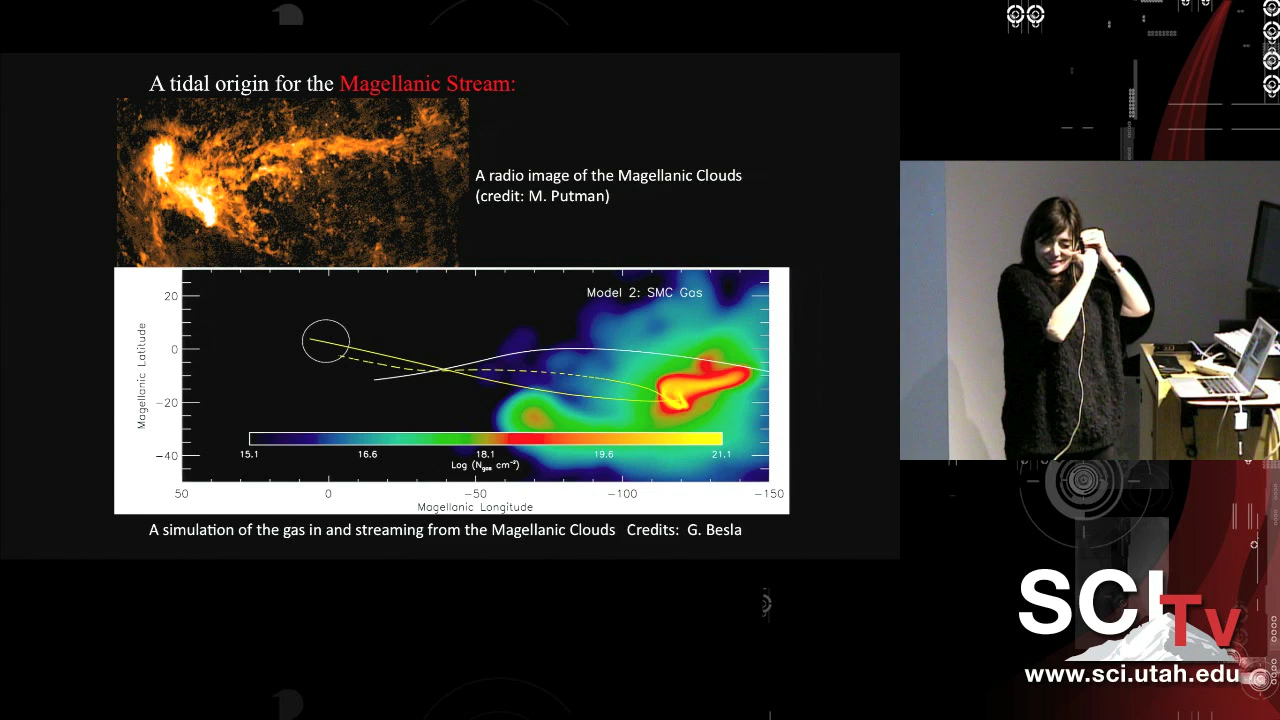 A tidal origin for the Magellanic Stream:
A radio image of the Magellanic Clouds
(credit: M. Putman)
Model 2: SMC Gas
20
0
−20
−40
Magellanic Latitude
15.1 16.6 18.1 19.6 21.1
Log (Ngas cm⁻²)
50 0 −50 −100 −150
Magellanic Longitude
A simulation of the gas in and streaming from the Magellanic Clouds Credits: G. Besla
SCI TV
www.sci.utah.edu